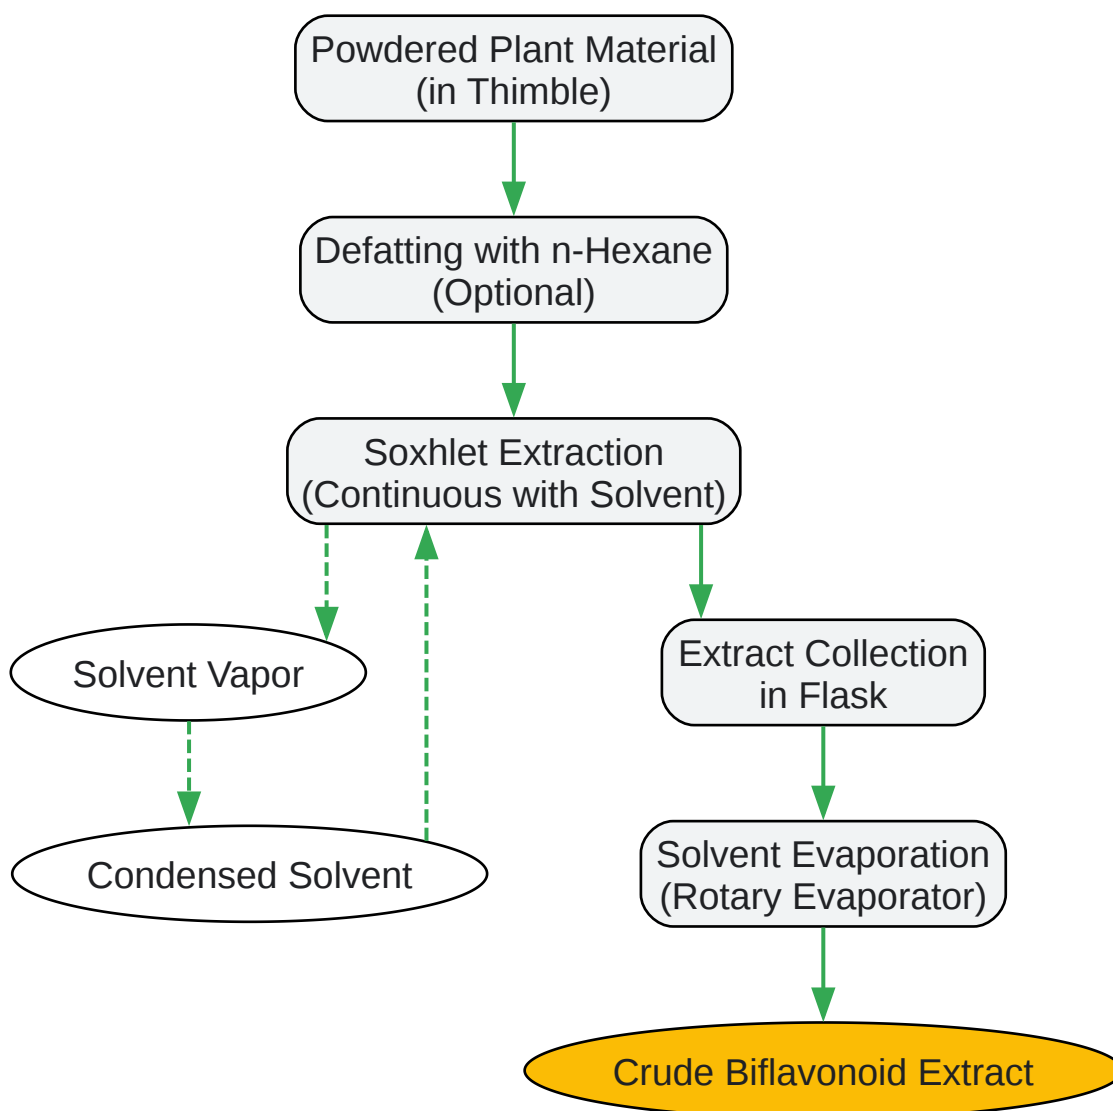 Powdered Plant Material
(in Thimble)
Defatting with n-Hexane
(Optional)
Soxhlet Extraction
(Continuous with Solvent)
Solvent Vapor
Extract Collection
in Flask
Condensed Solvent
Solvent Evaporation
(Rotary Evaporator)
Crude Biflavonoid Extract